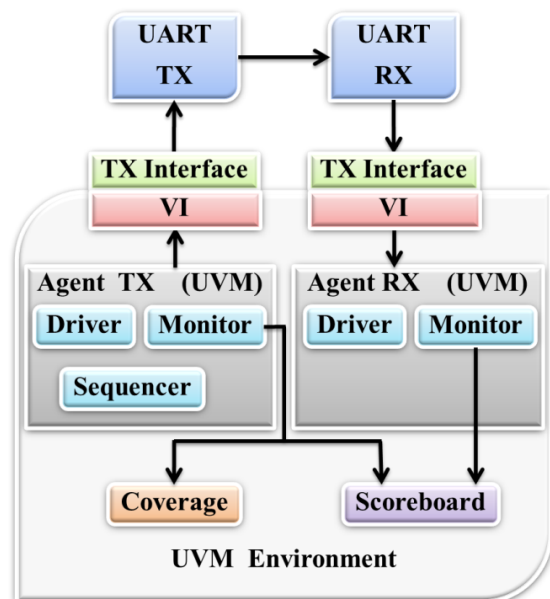 UART
TX
UART
RX
TX Interface
VI
TX Interface
VI
Agent TX (UVM)
Driver
Monitor
Sequencer
Agent RX (UVM)
Driver
Monitor
Coverage
Scoreboard
UVM Environment